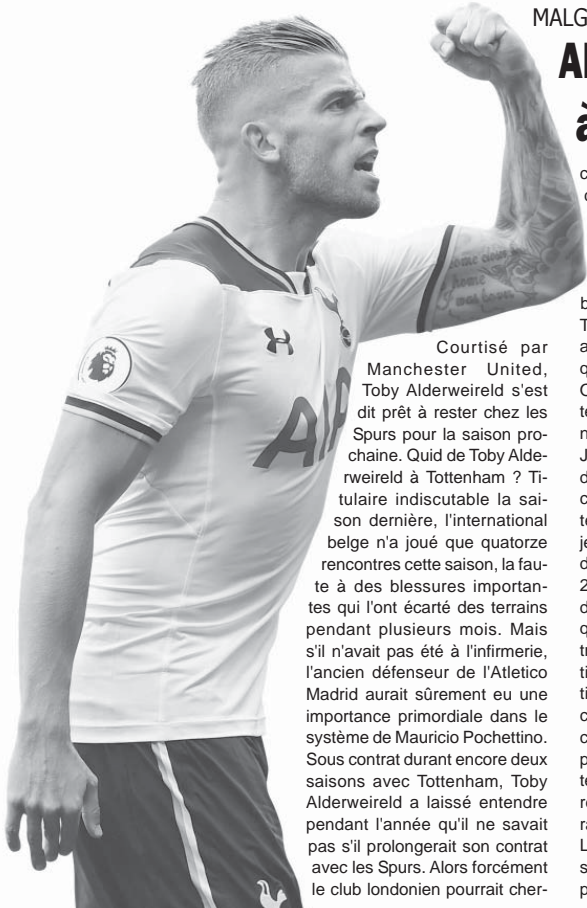 MALG
Courtisé par
Manchester United,
Toby Alderweireld s'est
dit prêt à rester chez les
Spurs pour la saison pro-
chaine. Quid de Toby Alde-
rweireld à Tottenham ? Ti-
tulaire indiscutable la sai-
son dernière, l'international
belge n'a joué que quatorze
rencontres cette saison, la fau-
te à des blessures importan-
tes qui l'ont écarté des terrains
pendant plusieurs mois. Mais
s'il n'avait pas été à l'infirmerie,
l'ancien défenseur de l'Atletico
Madrid aurait sûrement eu une
importance primordiale dans le
système de Mauricio Pochettino.
Sous contrat durant encore deux
saisons avec Tottenham, Toby
Alderweireld a laissé entendre
pendant l'année qu'il ne savait
pas s'il prolongerait son contrat
avec les Spurs. Alors forcément
le club londonien pourrait cher-